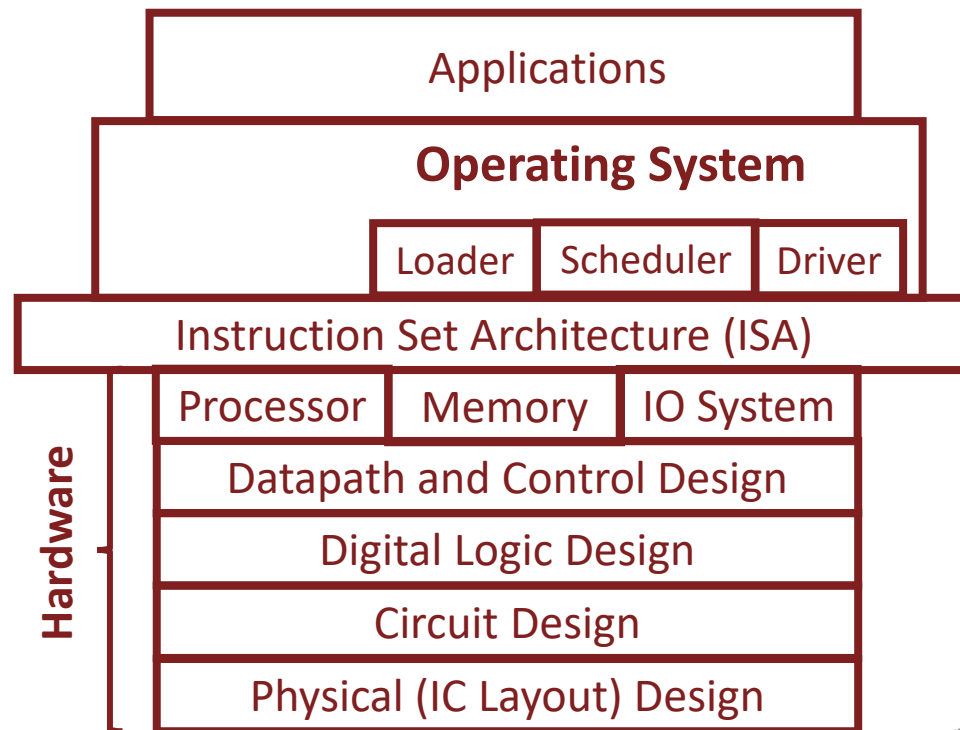 Applications
Operating System
Loader Scheduler Driver
Instruction Set Architecture (ISA)
Processor Memory IO System
Hardware
Datapath and Control Design
Digital Logic Design
Circuit Design
Physical (IC Layout) Design